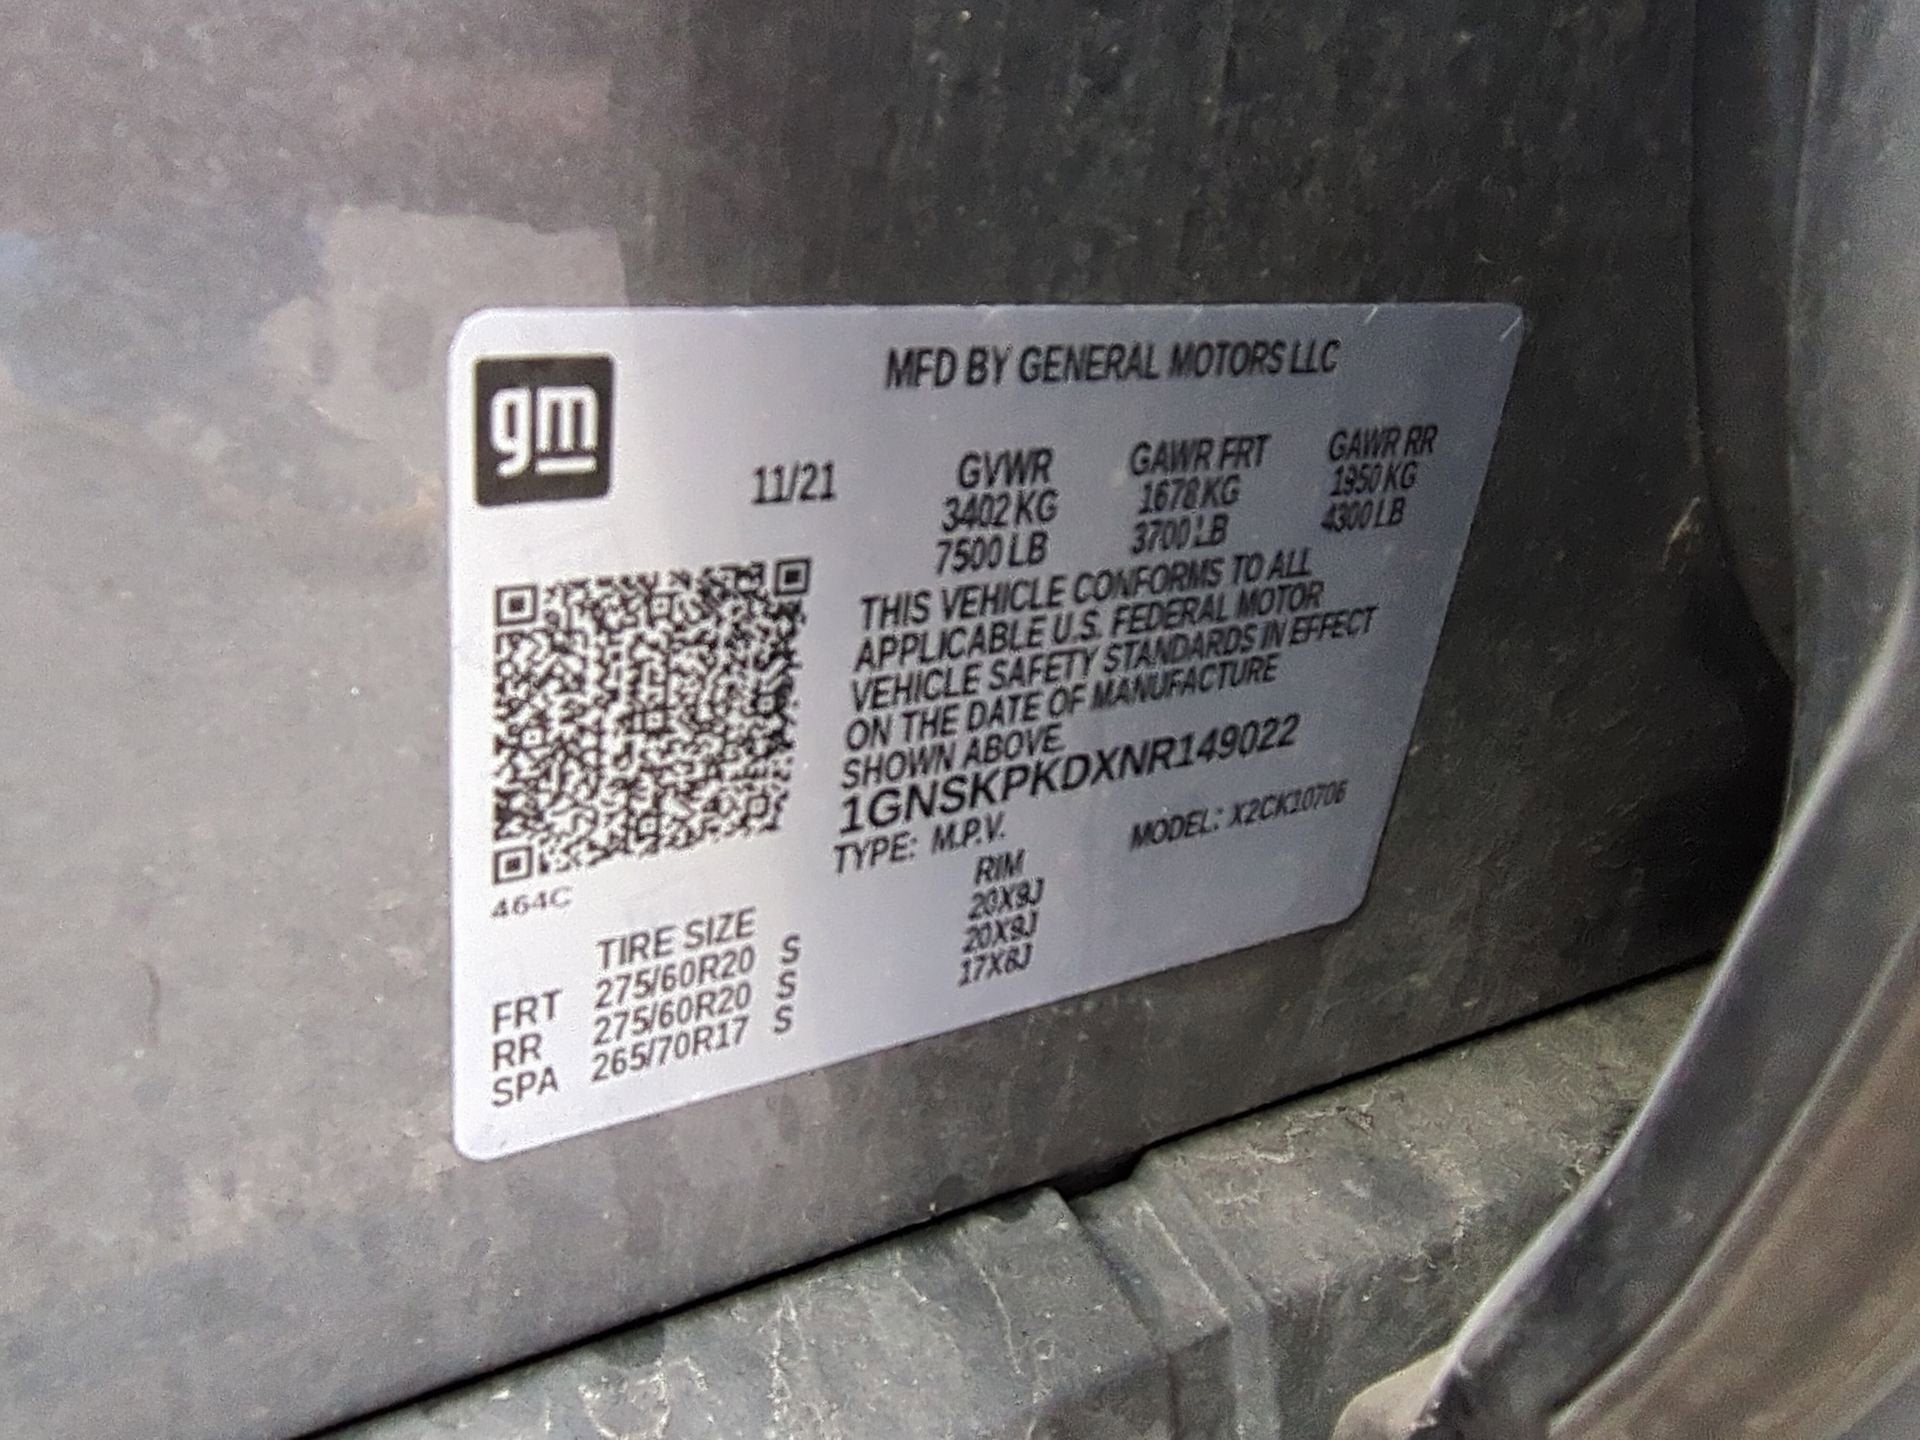 gm
MFD BY GENERAL MOTORS LLC
11/21 GVWR GAWR FRT GAWR RR
3402 KG 1678 KG 1950 KG
7500 LB 3700 LB 4300 LB
THIS VEHICLE CONFORMS TO ALL
APPLICABLE U.S. FEDERAL MOTOR
VEHICLE SAFETY STANDARDS IN EFFECT
ON THE DATE OF MANUFACTURE
SHOWN ABOVE.
1GNSKPKDXNR149022
TYPE: M.P.V. MODEL: X2CK10706
464C
TIRE SIZE RIM
FRT 275/60R20 S 20X9J
RR 275/60R20 S 20X9J
SPA 265/70R17 S 17X8J